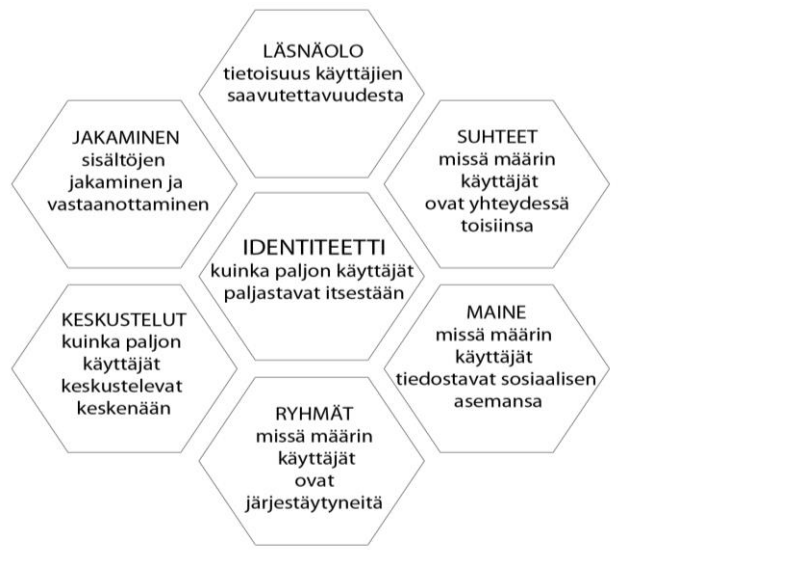 LÄSNÄOLO
tietoisuus käyttäjien
saavutettavuudesta
JAKAMINEN
sisältöjen
jakaminen ja
vastaanottaminen
SUHTEET
missä määrin
käyttäjät
ovat yhteydessä
toisiinsa
IDENTITEETTI
kuinka paljon käyttäjät
paljastavat itsestään
KESKUSTELUT
kuinka paljon
käyttäjät
keskustelevat
keskenään
MAINE
missä määrin
käyttäjät
tiedostavat sosiaalisen
asemansa
RYHMÄT
missä määrin
käyttäjät
ovat
järjestäytyneitä